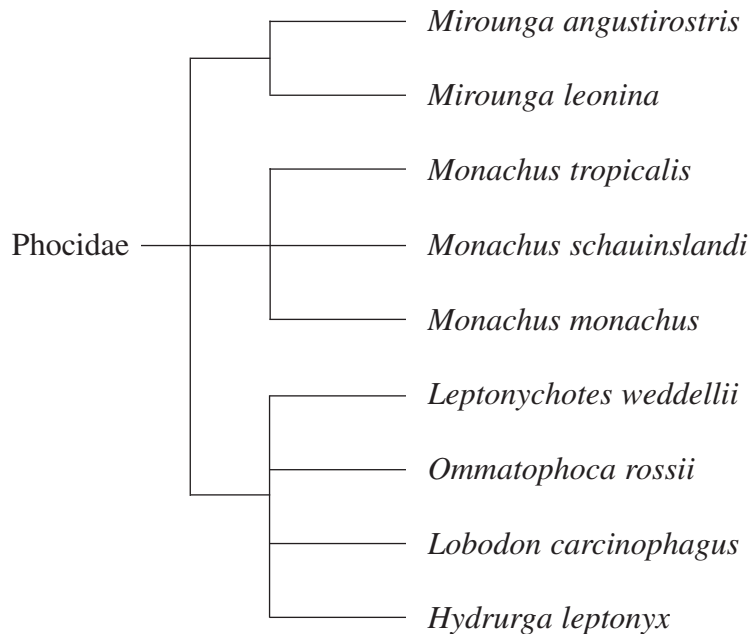 Mirounga angustirostris
Mirounga leonina
Monachus tropicalis
Phocidae
Monachus schauinslandi
Monachus monachus
Leptonychotes weddellii
Ommatophoca rossii
Lobodon carcinophagus
Hydrurga leptonyx